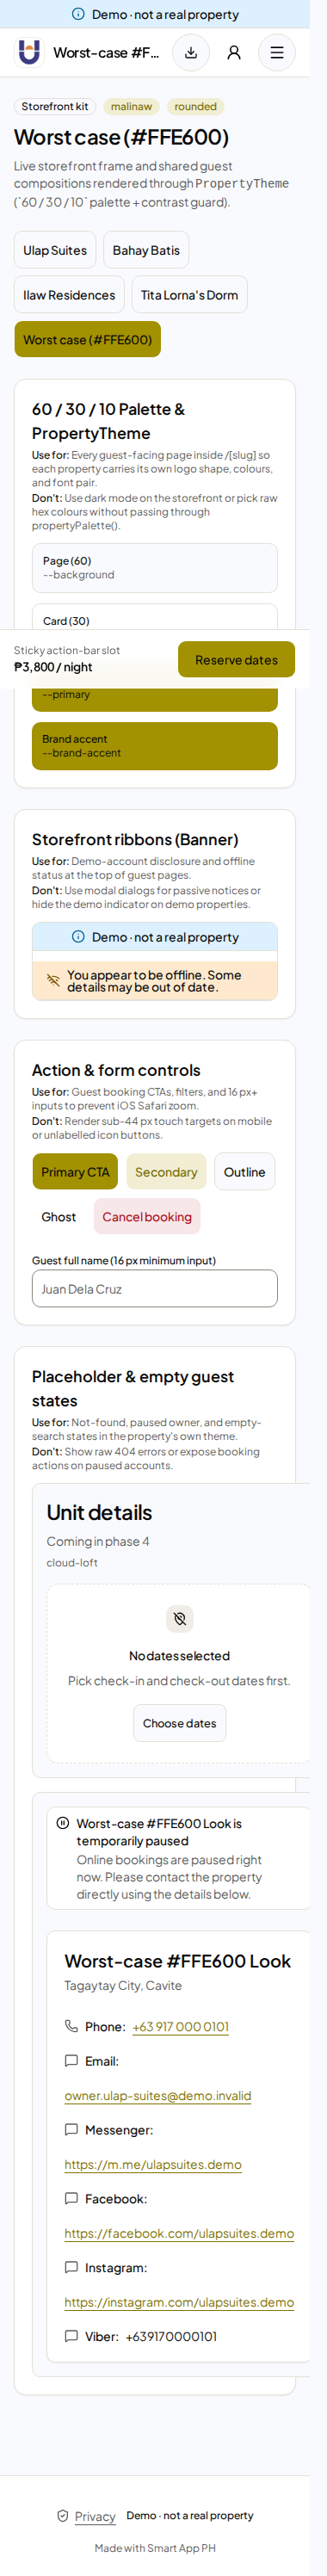 Demo · not a real property
Worst-case #F...
Storefront kit malinaw rounded
Worst case (#FFE600)
Live storefront frame and shared guest
compositions rendered through PropertyTheme
(`60 / 30 / 10` palette + contrast guard).
Ulap Suites Bahay Batis
Ilaw Residences Tita Lorna's Dorm
Worst case (#FFE600)
60 / 30 / 10 Palette &
PropertyTheme
Use for: Every guest-facing page inside /[slug] so
each property carries its own logo shape, colours,
and font pair.
Don't: Use dark mode on the storefront or pick raw
hex colours without passing through
propertyPalette().
Page (60)
--background
Card (30)
Sticky action-bar slot
₱3,800 / night
Reserve dates
--primary
Brand accent
--brand-accent
Storefront ribbons (Banner)
Use for: Demo-account disclosure and offline
status at the top of guest pages.
Don't: Use modal dialogs for passive notices or
hide the demo indicator on demo properties.
Demo · not a real property
You appear to be offline. Some
details may be out of date.
Action & form controls
Use for: Guest booking CTAs, filters, and 16 px+
inputs to prevent iOS Safari zoom.
Don't: Render sub-44 px touch targets on mobile
or unlabelled icon buttons.
Primary CTA Secondary Outline
Ghost Cancel booking
Guest full name (16 px minimum input)
Juan Dela Cruz
Placeholder & empty guest
states
Use for: Not-found, paused owner, and empty-
search states in the property's own theme.
Don't: Show raw 404 errors or expose booking
actions on paused accounts.
Unit details
Coming in phase 4
cloud-loft
No dates selected
Pick check-in and check-out dates first.
Choose dates
Worst-case #FFE600 Look is
temporarily paused
Online bookings are paused right
now. Please contact the property
directly using the details below.
Worst-case #FFE600 Look
Tagaytay City, Cavite
Phone: +63 917 000 0101
Email:
owner.ulap-suites@demo.invalid
Messenger:
https://m.me/ulapsuites.demo
Facebook:
https://facebook.com/ulapsuites.demo
Instagram:
https://instagram.com/ulapsuites.demo
Viber: +639170000101
Privacy Demo · not a real property
Made with Smart App PH